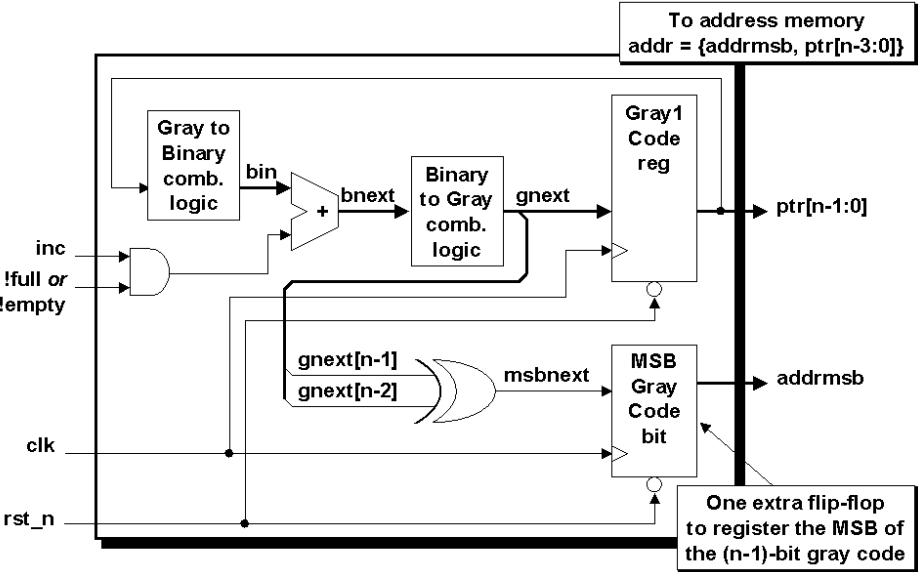 To address memory
addr = {addrmsb, ptr[n-3:0]}
Gray to
Binary
comb.
logic
bin
+
bnext
Binary
to Gray
comb.
logic
gnext
Gray1
Code
reg
ptr[n-1:0]
inc
!full or
!empty
gnext[n-1]
gnext[n-2]
msbnext
MSB
Gray
Code
bit
addrmsb
clk
rst_n
One extra flip-flop
to register the MSB of
the (n-1)-bit gray code